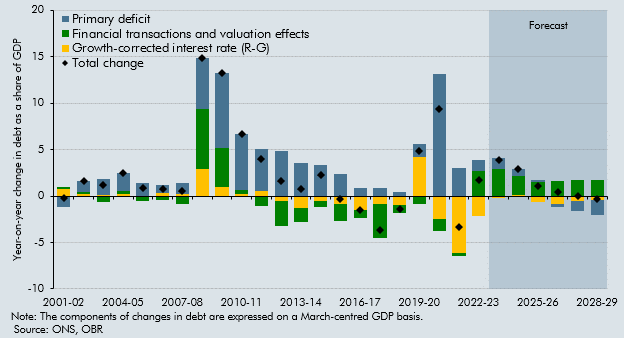 Primary deficit
Financial transactions and valuation effects
Growth-corrected interest rate (R-G)
Total change
Forecast
Year-on-year change in debt as a share of GDP
20
15
10
5
0
-5
-10
2001-02 2004-05 2007-08 2010-11 2013-14 2016-17 2019-20 2022-23 2025-26 2028-29
Note: The components of changes in debt are expressed on a March-centred GDP basis.
Source: ONS, OBR